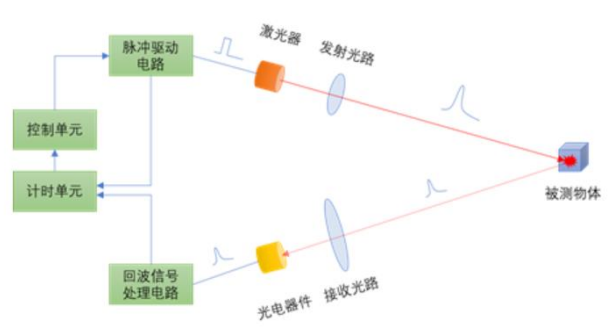 激光器
发射光路
脉冲驱动
电路
控制单元
计时单元
被测物体
回波信号
处理电路
光电器件
接收光路